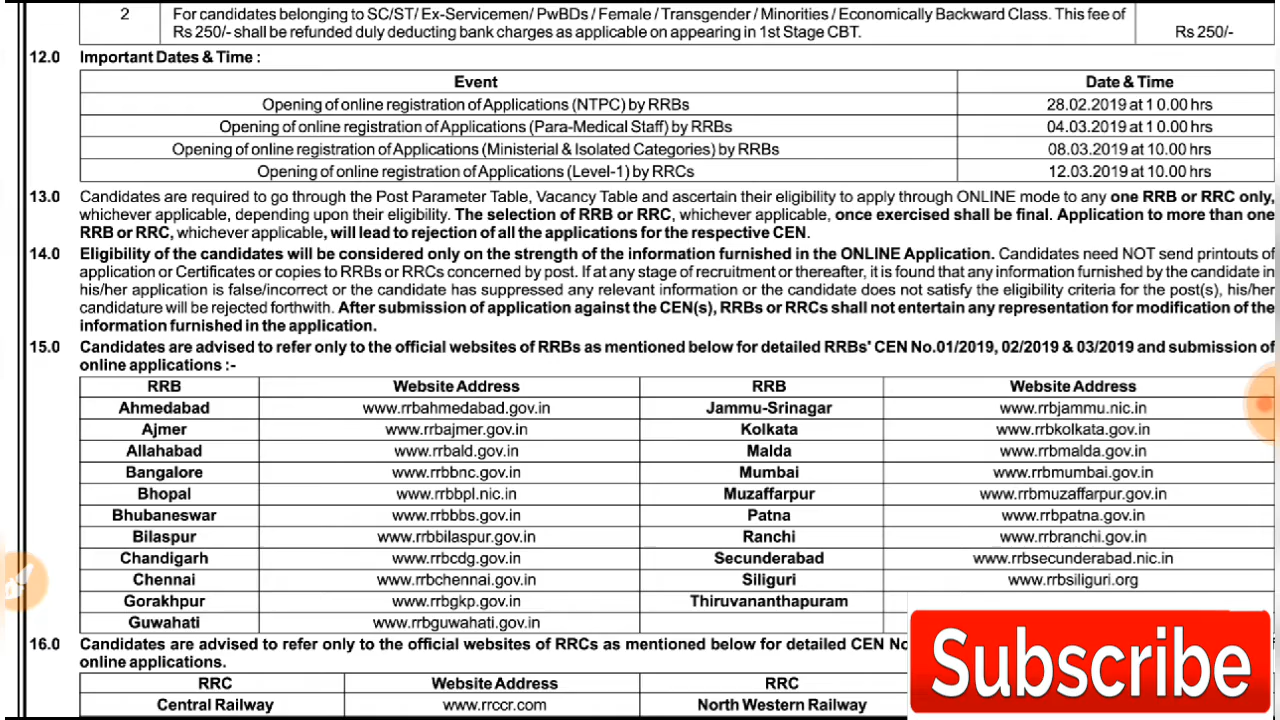 2 For candidates belonging to SC/ST/ Ex-Servicemen/ PwBDs / Female / Transgender / Minorities / Economically Backward Class. This fee of
Rs 250/- shall be refunded duly deducting bank charges as applicable on appearing in 1st Stage CBT. Rs 250/-
12.0 Important Dates & Time :
Event Date & Time
Opening of online registration of Applications (NTPC) by RRBs 28.02.2019 at 10.00 hrs
Opening of online registration of Applications (Para-Medical Staff) by RRBs 04.03.2019 at 10.00 hrs
Opening of online registration of Applications (Ministerial & Isolated Categories) by RRBs 08.03.2019 at 10.00 hrs
Opening of online registration of Applications (Level-1) by RRCs 12.03.2019 at 10.00 hrs
13.0 Candidates are required to go through the Post Parameter Table, Vacancy Table and ascertain their eligibility to apply through ONLINE mode to any one RRB or RRC only,
whichever applicable, depending upon their eligibility. The selection of RRB or RRC, whichever applicable, once exercised shall be final. Application to more than one
RRB or RRC, whichever applicable, will lead to rejection of all the applications for the respective CEN.
14.0 Eligibility of the candidates will be considered only on the strength of the information furnished in the ONLINE Application. Candidates need NOT send printouts of
application or Certificates or copies to RRBs or RRCs concerned by post. If at any stage of recruitment or thereafter, it is found that any information furnished by the candidate in
his/her application is false/incorrect or the candidate has suppressed any relevant information or the candidate does not satisfy the eligibility criteria for the post(s), his/her
candidature will be rejected forthwith. After submission of application against the CEN(s), RRBs or RRCs shall not entertain any representation for modification of the
information furnished in the application.
15.0 Candidates are advised to refer only to the official websites of RRBs as mentioned below for detailed RRBs' CEN No.01/2019, 02/2019 & 03/2019 and submission of
online applications :-
RRB Website Address RRB Website Address
Ahmedabad www.rrbahmedabad.gov.in Jammu-Srinagar www.rrbjammu.nic.in
Ajmer www.rrbajmer.gov.in Kolkata www.rrbkolkata.gov.in
Allahabad www.rrbald.gov.in Malda www.rrbmalda.gov.in
Bangalore www.rrbbnc.gov.in Mumbai www.rrbmumbai.gov.in
Bhopal www.rrbbpl.nic.in Muzaffarpur www.rrbmuzaffarpur.gov.in
Bhubaneswar www.rrbbbs.gov.in Patna www.rrbpatna.gov.in
Bilaspur www.rrbbilaspur.gov.in Ranchi www.rrbranchi.gov.in
Chandigarh www.rrbcdg.gov.in Secunderabad www.rrbsecunderabad.nic.in
Chennai www.rrbchennai.gov.in Siliguri www.rrbsiliguri.org
Gorakhpur www.rrbgkp.gov.in Thiruvananthapuram
Guwahati www.rrbguwahati.gov.in
16.0 Candidates are advised to refer only to the official websites of RRCs as mentioned below for detailed CEN
online applications.
RRC Website Address RRC
Central Railway www.rrccr.com North Western Railway
Subscribe